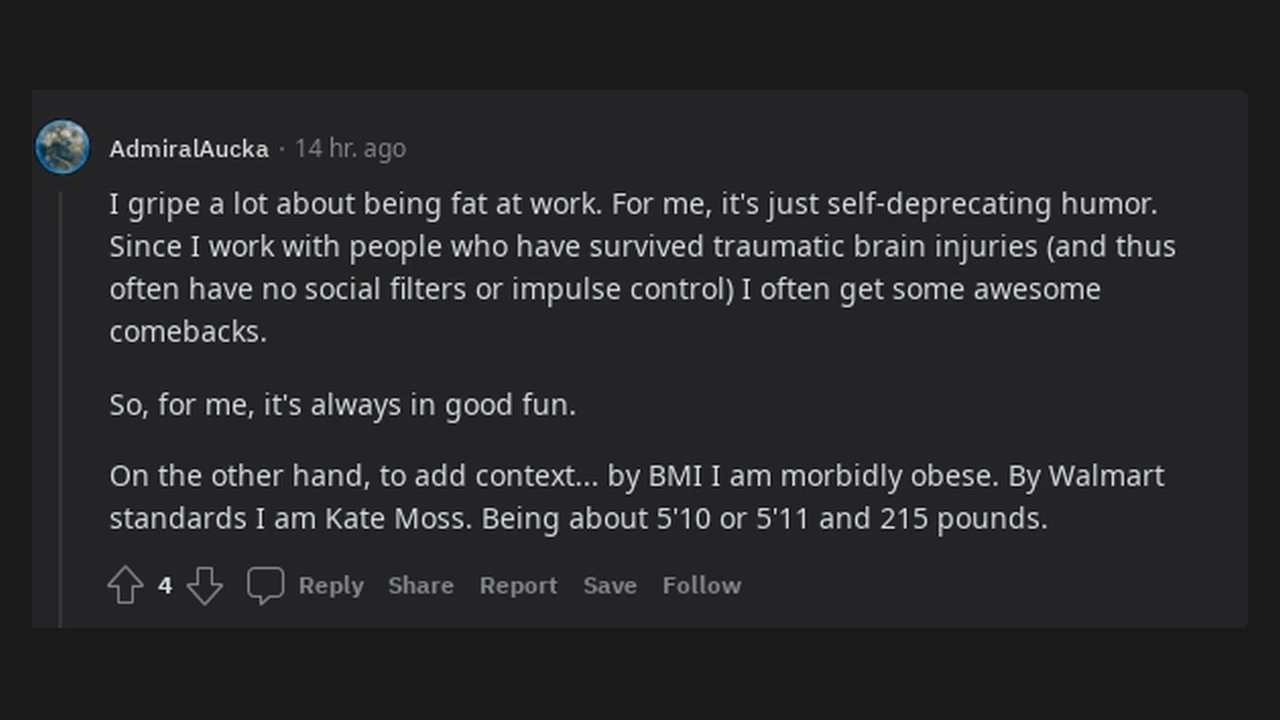 AdmiralAucka · 14 hr. ago
I gripe a lot about being fat at work. For me, it's just self-deprecating humor.
Since I work with people who have survived traumatic brain injuries (and thus
often have no social filters or impulse control) I often get some awesome
comebacks.
So, for me, it's always in good fun.
On the other hand, to add context... by BMI I am morbidly obese. By Walmart
standards I am Kate Moss. Being about 5'10 or 5'11 and 215 pounds.
4 Reply Share Report Save Follow